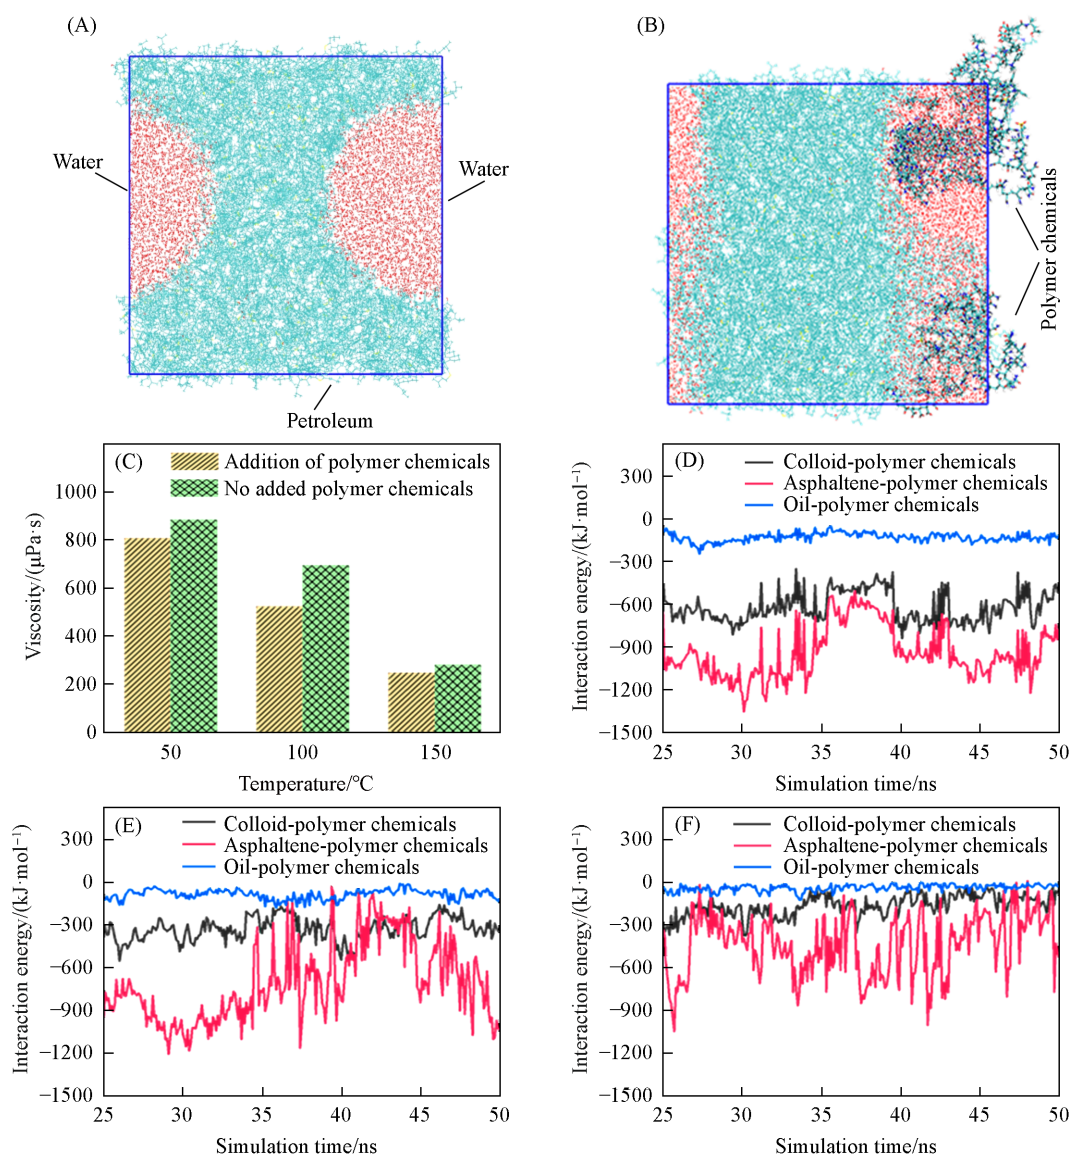 (A)
Water
Water
Petroleum
(B)
Polymer chemicals
(C)
Addition of polymer chemicals
No added polymer chemicals
Viscosity/(μPa·s)
1000
800
600
400
200
0
50 100 150
Temperature/°C
(D)
Colloid-polymer chemicals
Asphaltene-polymer chemicals
Oil-polymer chemicals
Interaction energy/(kJ·mol⁻¹)
300
0
−300
−600
−900
−1200
−1500
25 30 35 40 45 50
Simulation time/ns
(E)
Colloid-polymer chemicals
Asphaltene-polymer chemicals
Oil-polymer chemicals
Interaction energy/(kJ·mol⁻¹)
300
0
−300
−600
−900
−1200
−1500
25 30 35 40 45 50
Simulation time/ns
(F)
Colloid-polymer chemicals
Asphaltene-polymer chemicals
Oil-polymer chemicals
Interaction energy/(kJ·mol⁻¹)
300
0
−300
−600
−900
−1200
−1500
25 30 35 40 45 50
Simulation time/ns